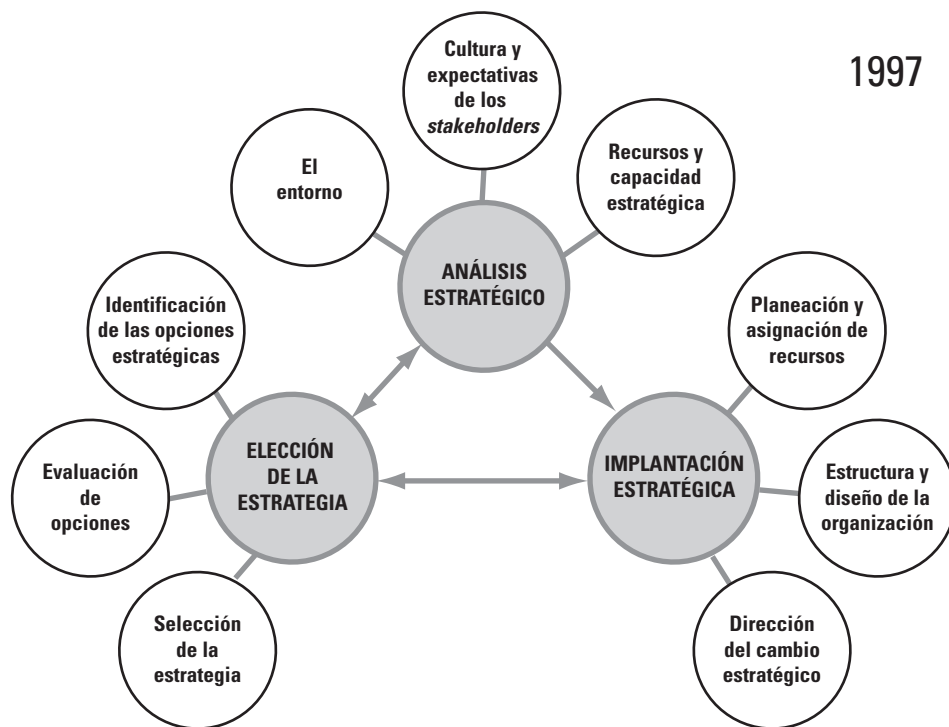 1997
Cultura y
expectativas
de los
stakeholders
El
entorno
Recursos y
capacidad
estratégica
ANÁLISIS
ESTRATÉGICO
Identificación
de las opciones
estratégicas
Planeación y
asignación de
recursos
ELECCIÓN
DE LA
ESTRATEGIA
IMPLANTACIÓN
ESTRATÉGICA
Evaluación
de
opciones
Estructura y
diseño de la
organización
Selección
de la
estrategia
Dirección
del cambio
estratégico